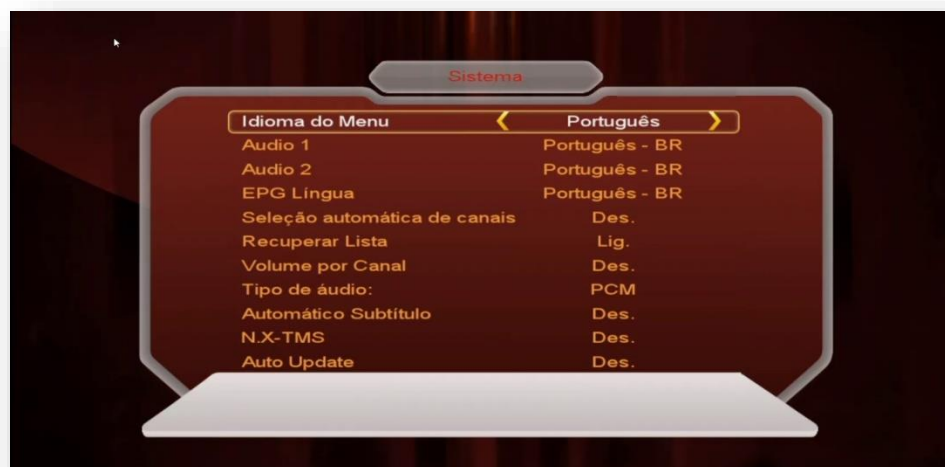 Sistema
Idioma do Menu Português
Audio 1 Português - BR
Audio 2 Português - BR
EPG Língua Português - BR
Seleção automática de canais Des.
Recuperar Lista Lig.
Volume por Canal Des.
Tipo de áudio: PCM
Automático Subtítulo Des.
N.X-TMS Des.
Auto Update Des.